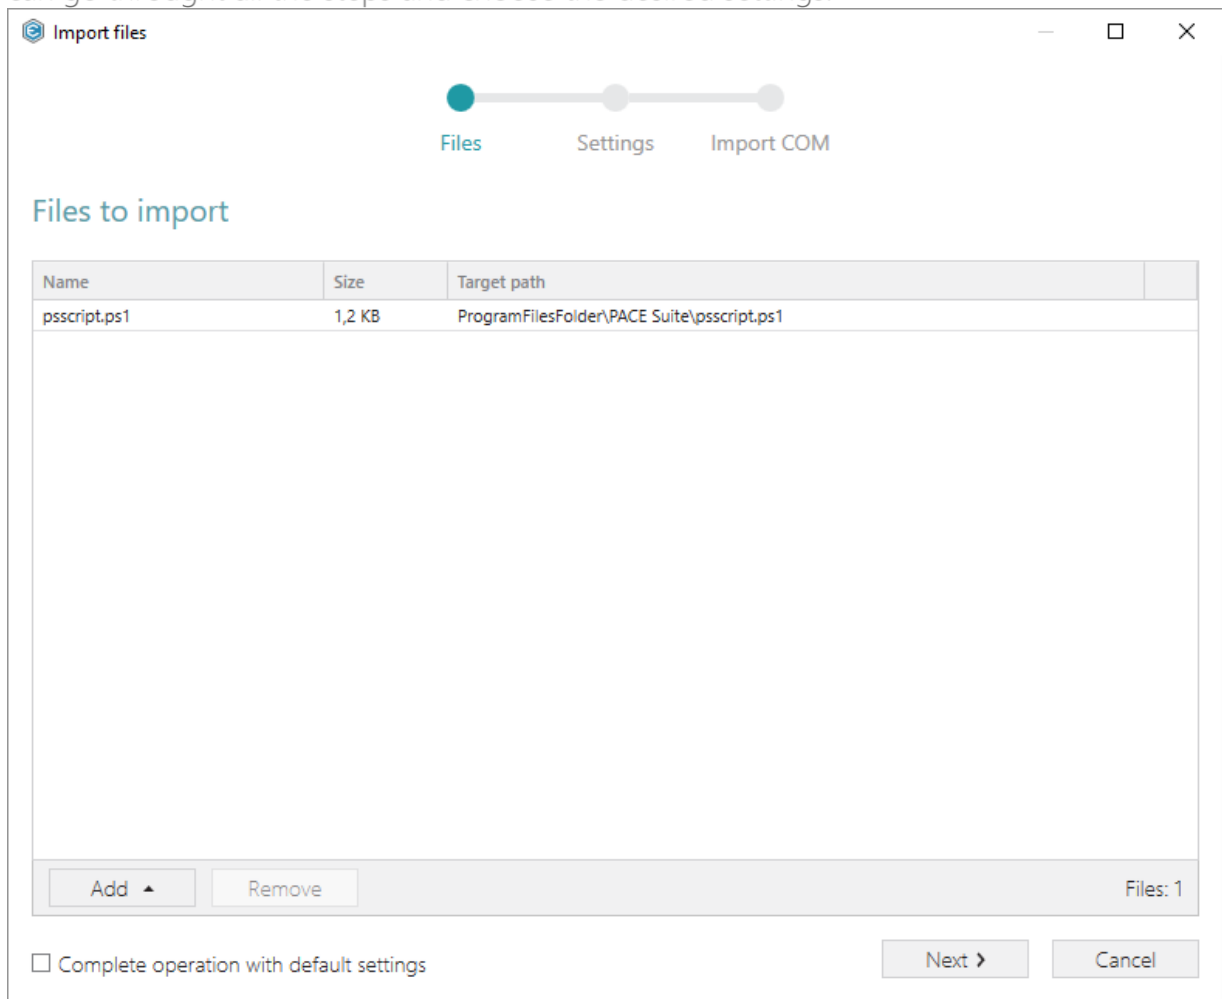 Import files
Files Settings Import COM
Files to import
Name Size Target path
psscript.ps1 1,2 KB ProgramFilesFolder\PACE Suite\psscript.ps1
Add Remove Files: 1
Complete operation with default settings Next Cancel